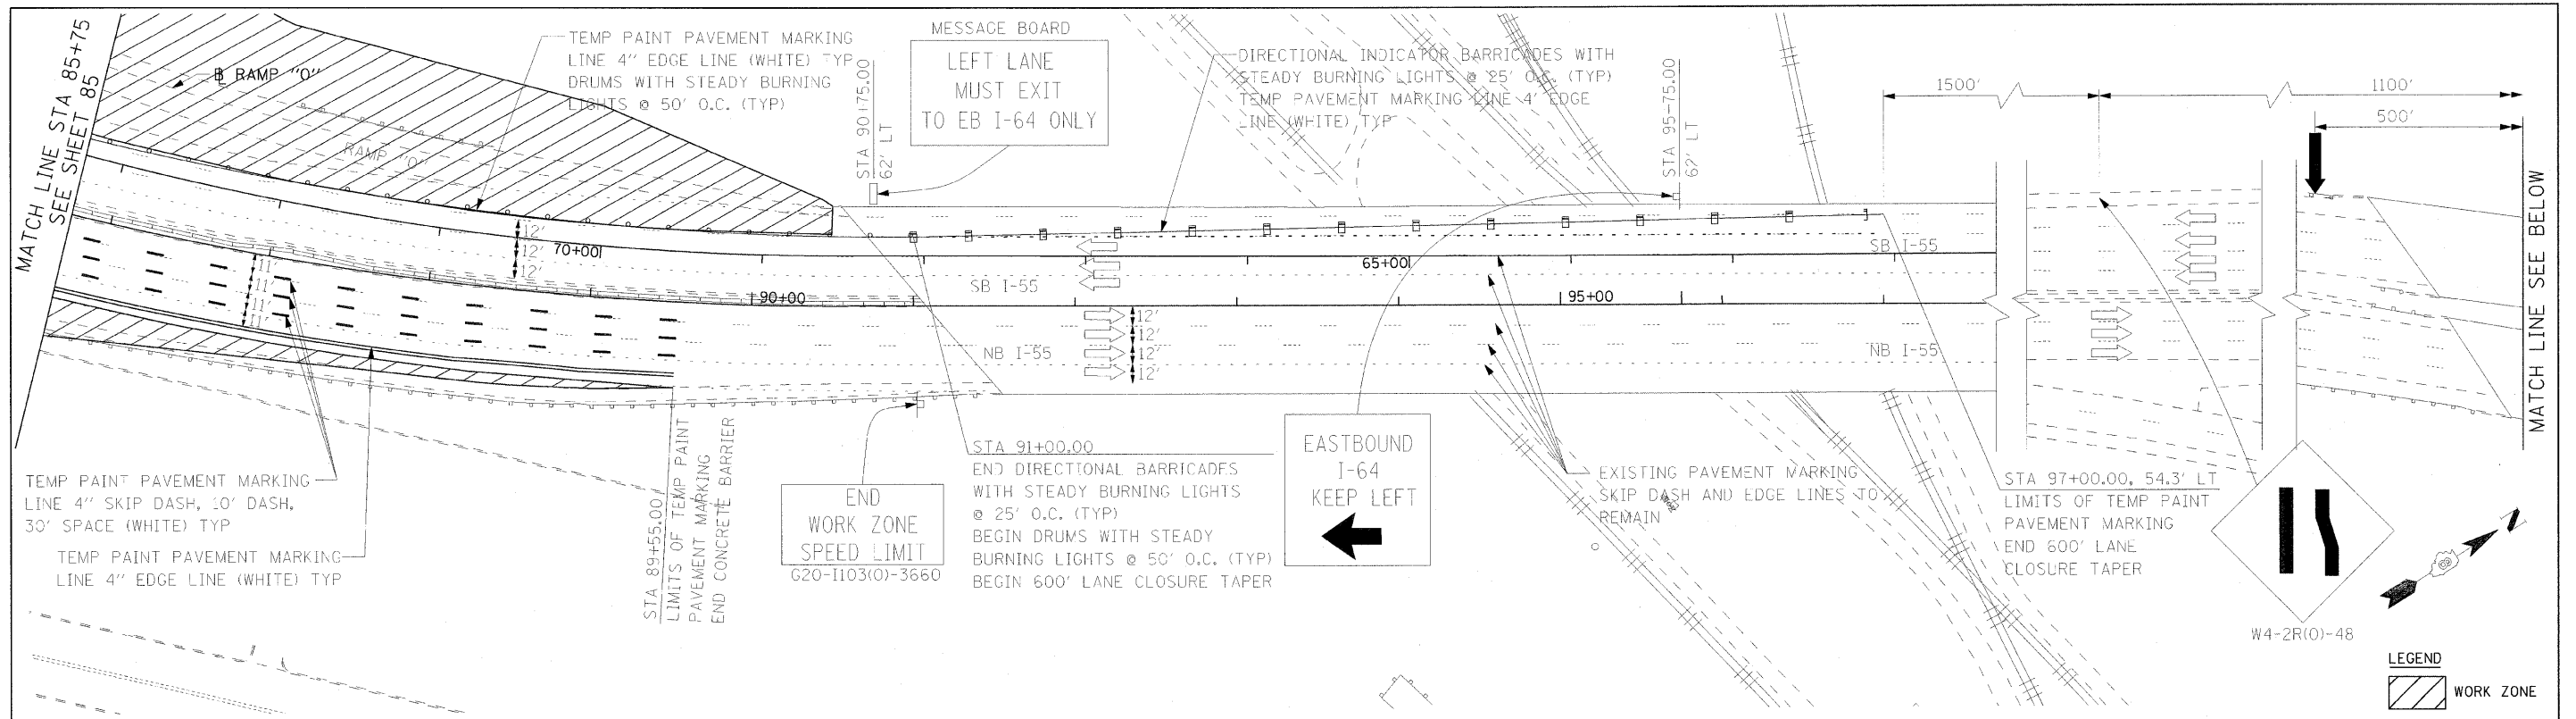 MATCH LINE STA 85+75
SEE SHEET 85
B RAMP "O"
RAMP "O"
TEMP PAINT PAVEMENT MARKING
LINE 4" EDGE LINE (WHITE) TYP
DRUMS WITH STEADY BURNING
LIGHTS @ 50' O.C. (TYP)
MESSAGE BOARD
LEFT LANE
MUST EXIT
TO EB I-64 ONLY
STA 90+75.00
62' LT
DIRECTIONAL INDICATOR BARRICADES WITH
STEADY BURNING LIGHTS @ 25' O.C. (TYP)
TEMP PAVEMENT MARKING LINE 4' EDGE
LINE (WHITE) TYP
STA 95+75.00
62' LT
1500'
1100'
500'
MATCH LINE SEE BELOW
12'
12'
12'
70+00
65+00
SB I-55
SB I-55
90+00
95+00
11'
11'
11'
11'
12'
12'
12'
12'
NB I-55
NB I-55
TEMP PAINT PAVEMENT MARKING
LINE 4" SKIP DASH, 10' DASH,
30' SPACE (WHITE) TYP
TEMP PAINT PAVEMENT MARKING
LINE 4" EDGE LINE (WHITE) TYP
STA 89+55.00
LIMITS OF TEMP PAINT
PAVEMENT MARKING
END CONCRETE BARRIER
END
WORK ZONE
SPEED LIMIT
G20-I103(O)-3660
STA 91+00.00
END DIRECTIONAL BARRICADES
WITH STEADY BURNING LIGHTS
@ 25' O.C. (TYP)
BEGIN DRUMS WITH STEADY
BURNING LIGHTS @ 50' O.C. (TYP)
BEGIN 600' LANE CLOSURE TAPER
EASTBOUND
I-64
KEEP LEFT
EXISTING PAVEMENT MARKING
SKIP DASH AND EDGE LINES TO
REMAIN
STA 97+00.00, 54.3' LT
LIMITS OF TEMP PAINT
PAVEMENT MARKING
END 600' LANE
CLOSURE TAPER
W4-2R(O)-48
N
LEGEND
WORK ZONE